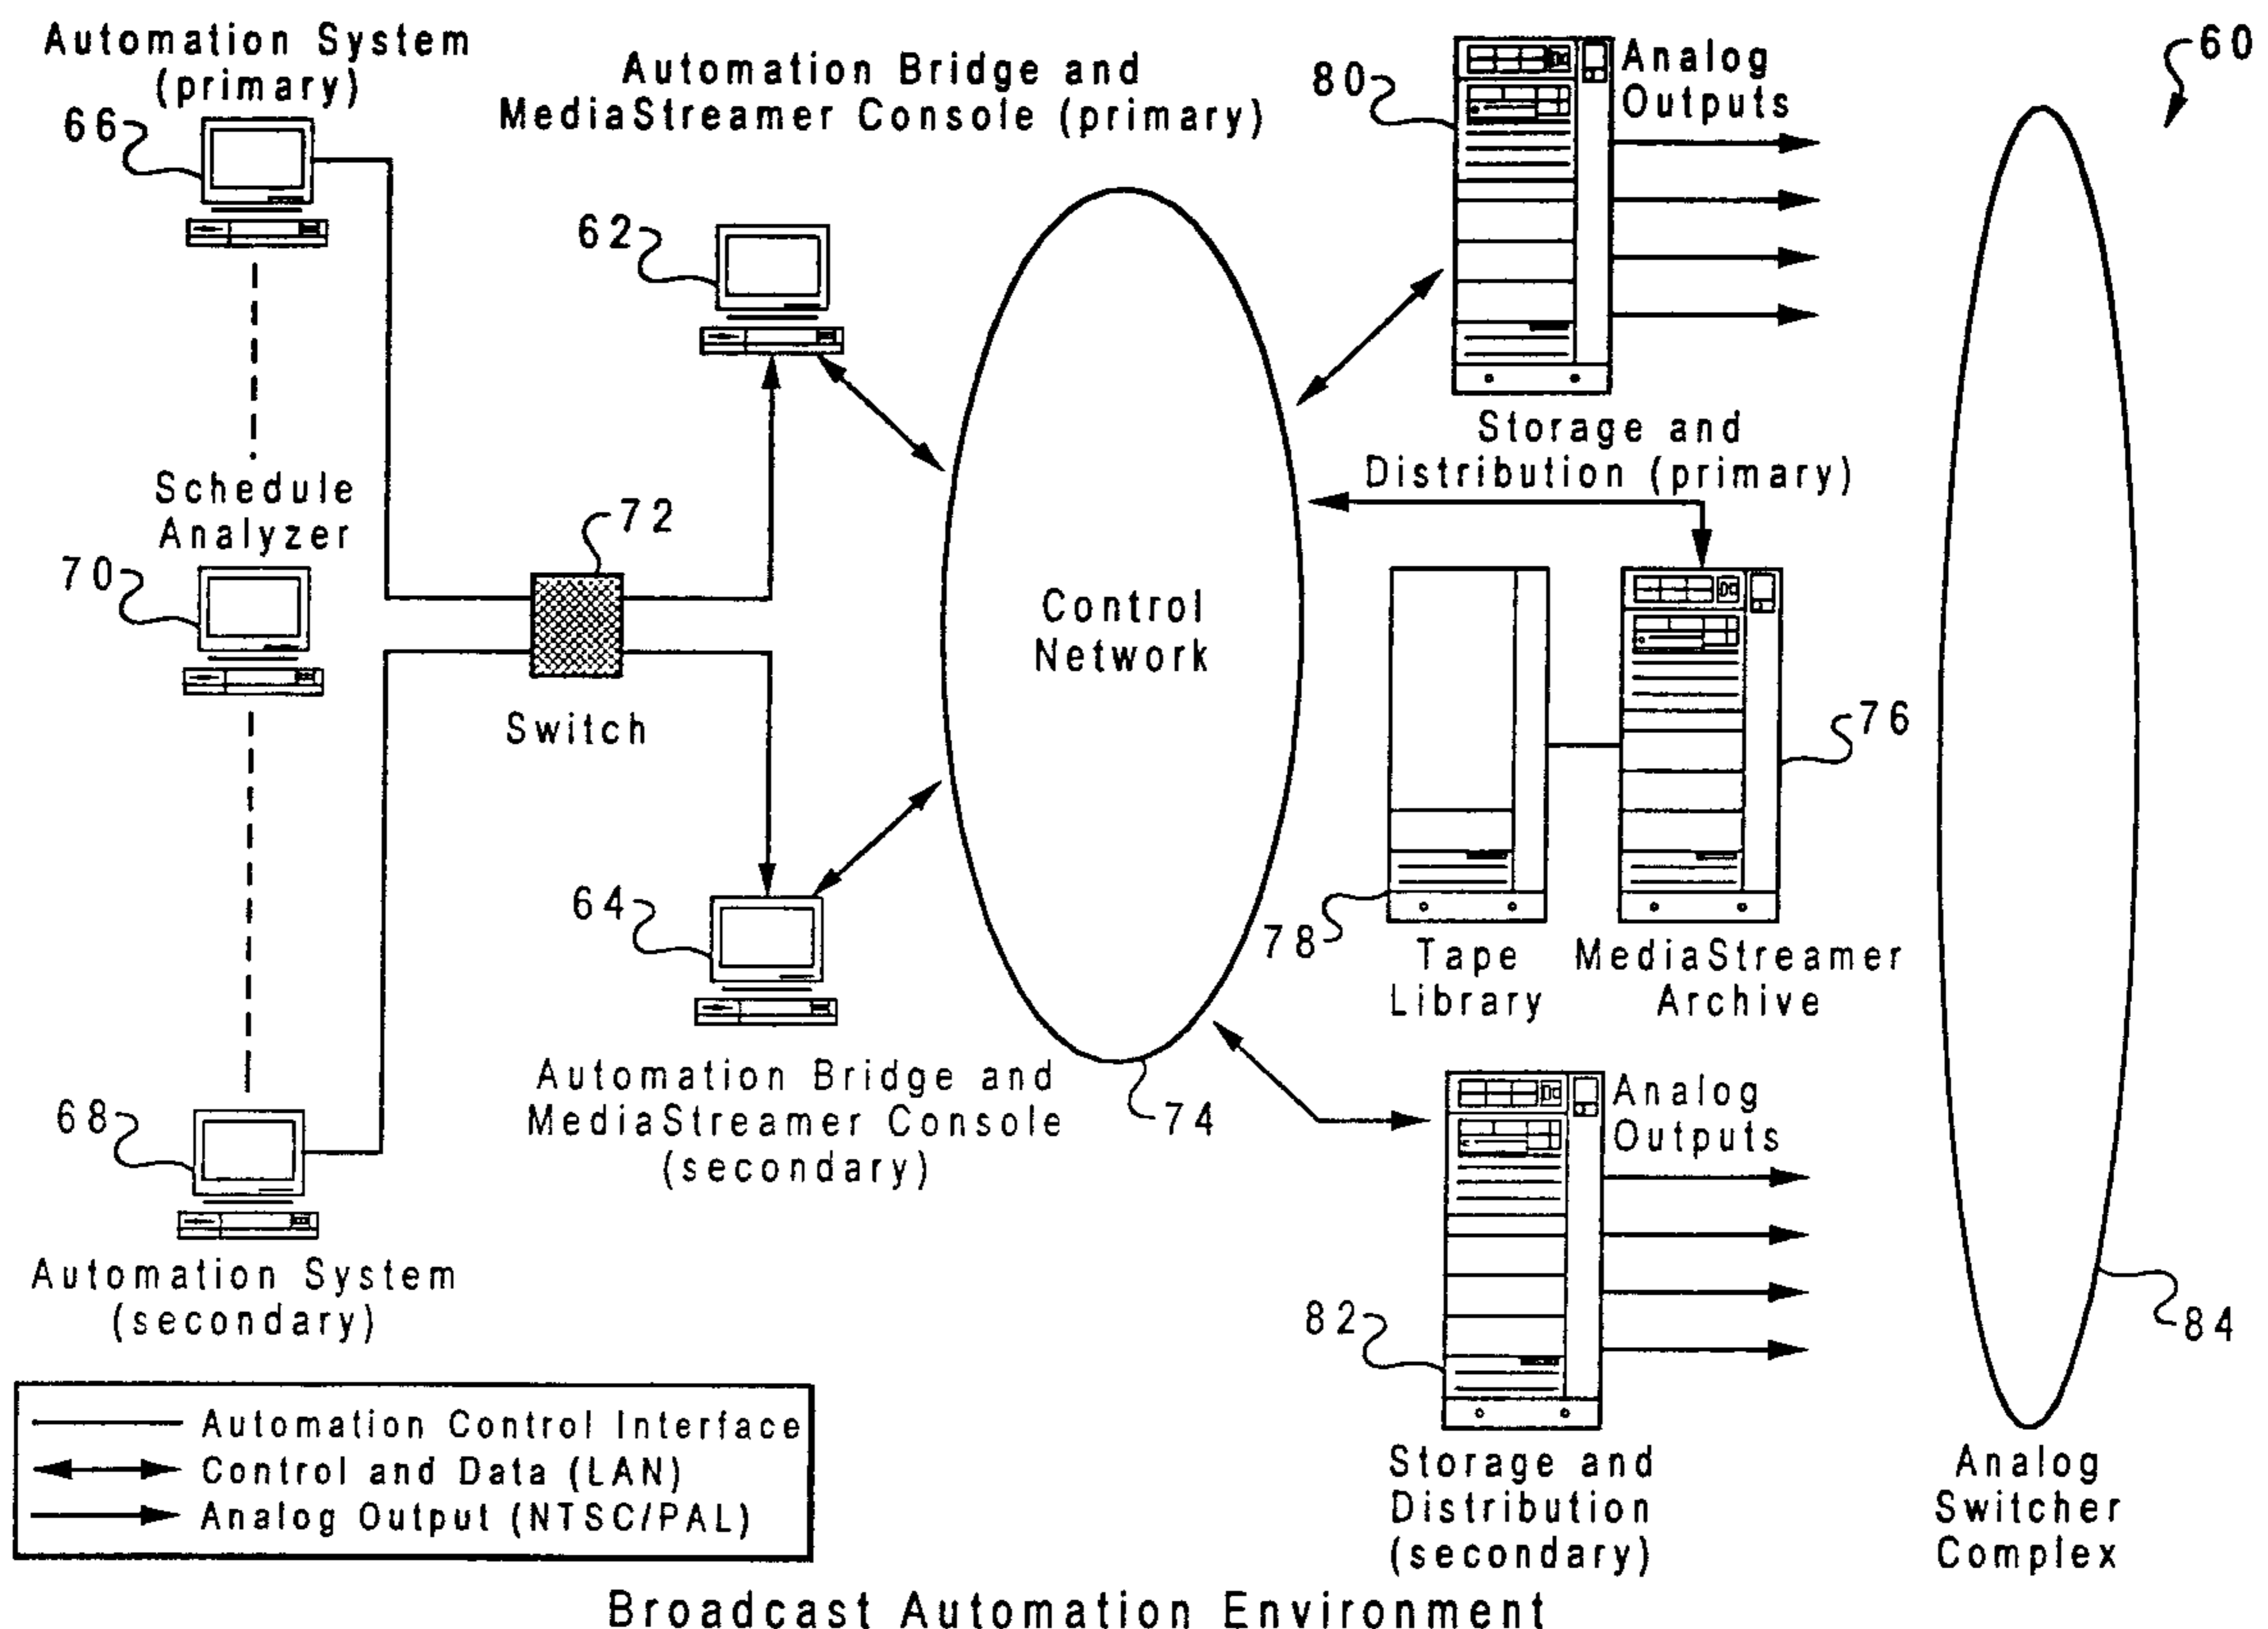 Automation System
(primary)
66
Automation Bridge and
MediaStreamer Console (primary)
62
80
Analog
Outputs
60
Storage and
Distribution (primary)
Schedule
Analyzer
70
72
Switch
Control
Network
76
78
Tape
Library
MediaStreamer
Archive
64
Automation Bridge and
MediaStreamer Console
(secondary)
74
68
Automation System
(secondary)
Analog
Outputs
82
Storage and
Distribution
(secondary)
84
Analog
Switcher
Complex
Automation Control Interface
Control and Data (LAN)
Analog Output (NTSC/PAL)
Broadcast Automation Environment